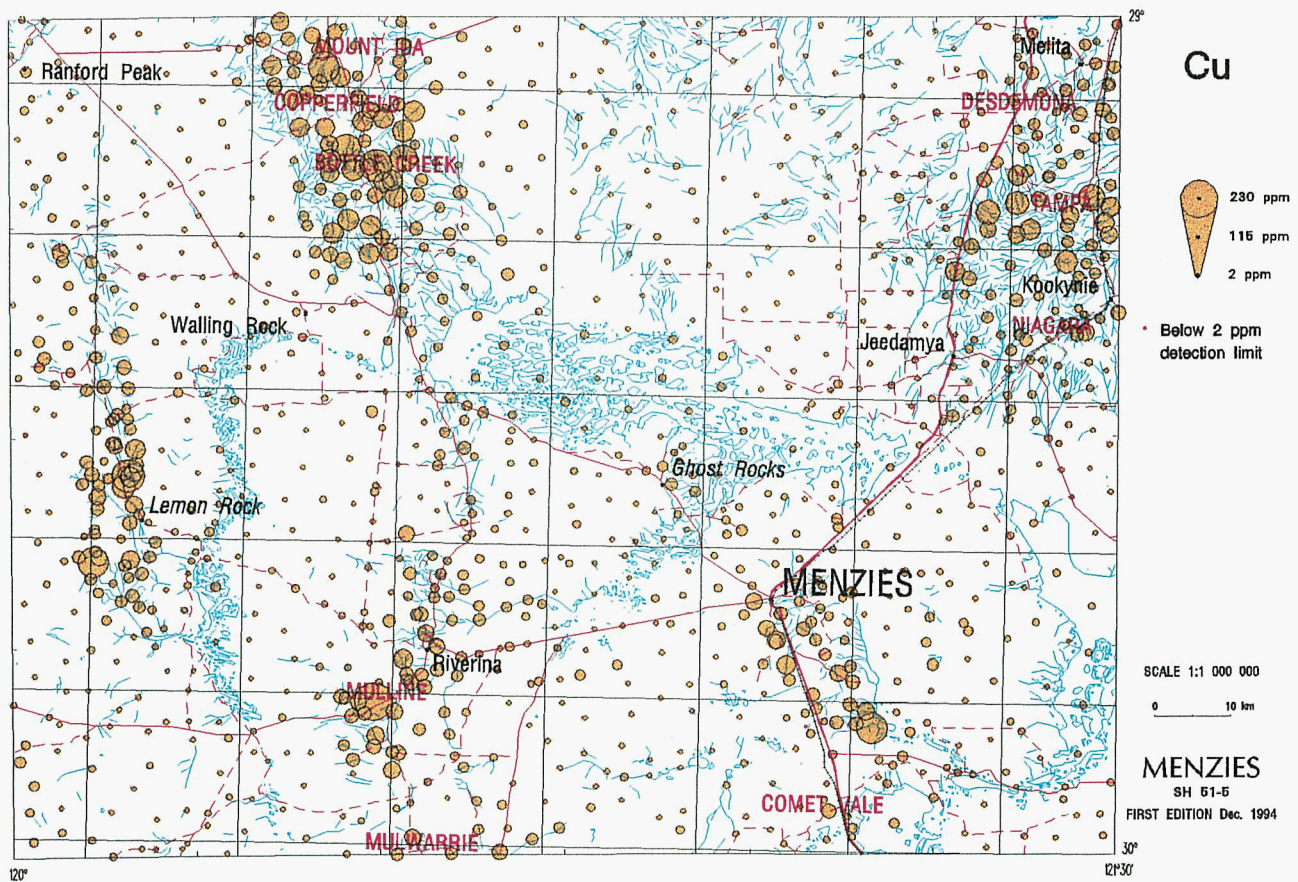 29°
Melita
MOUNT IDA
Ranford Peak
Cu
COPPERFIELD
DESDEMONA
BOTTLE CREEK
TAMPA
230 ppm
115 ppm
2 ppm
Kookynie
Walling Rock
NIAGARA
Jeedamya
Below 2 ppm
detection limit
Ghost Rocks
Lemon Rock
MENZIES
Riverina
MULLINE
SCALE 1:1 000 000
0 10 km
MENZIES
SH 51-5
FIRST EDITION Dec. 1994
COMET VALE
MULWARRIE
30°
120°
121°30'